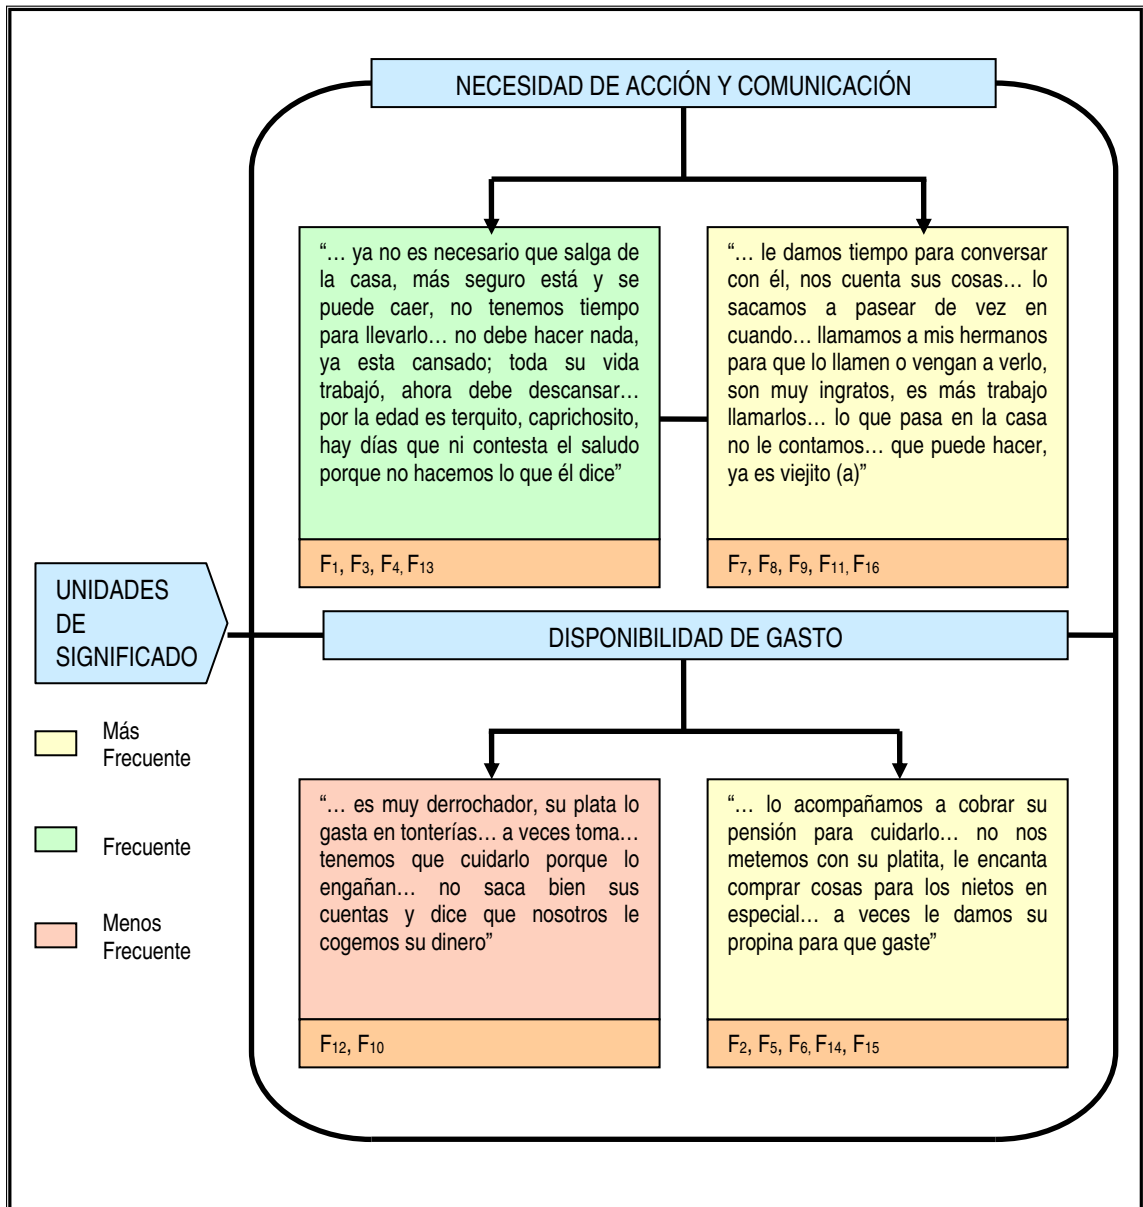 NECESIDAD DE ACCIÓN Y COMUNICACIÓN
“… ya no es necesario que salga de
la casa, más seguro está y se
puede caer, no tenemos tiempo
para llevarlo… no debe hacer nada,
ya esta cansado; toda su vida
trabajó, ahora debe descansar…
por la edad es terquito, caprichosito,
hay días que ni contesta el saludo
porque no hacemos lo que él dice”
F1, F3, F4, F13
“… le damos tiempo para conversar
con él, nos cuenta sus cosas… lo
sacamos a pasear de vez en
cuando… llamamos a mis hermanos
para que lo llamen o vengan a verlo,
son muy ingratos, es más trabajo
llamarlos… lo que pasa en la casa
no le contamos… que puede hacer,
ya es viejito (a)”
F7, F8, F9, F11, F16
UNIDADES
DE
SIGNIFICADO
DISPONIBILIDAD DE GASTO
Más
Frecuente
Frecuente
Menos
Frecuente
“… es muy derrochador, su plata lo
gasta en tonterías… a veces toma…
tenemos que cuidarlo porque lo
engañan… no saca bien sus
cuentas y dice que nosotros le
cogemos su dinero”
F12, F10
“… lo acompañamos a cobrar su
pensión para cuidarlo… no nos
metemos con su platita, le encanta
comprar cosas para los nietos en
especial… a veces le damos su
propina para que gaste”
F2, F5, F6, F14, F15